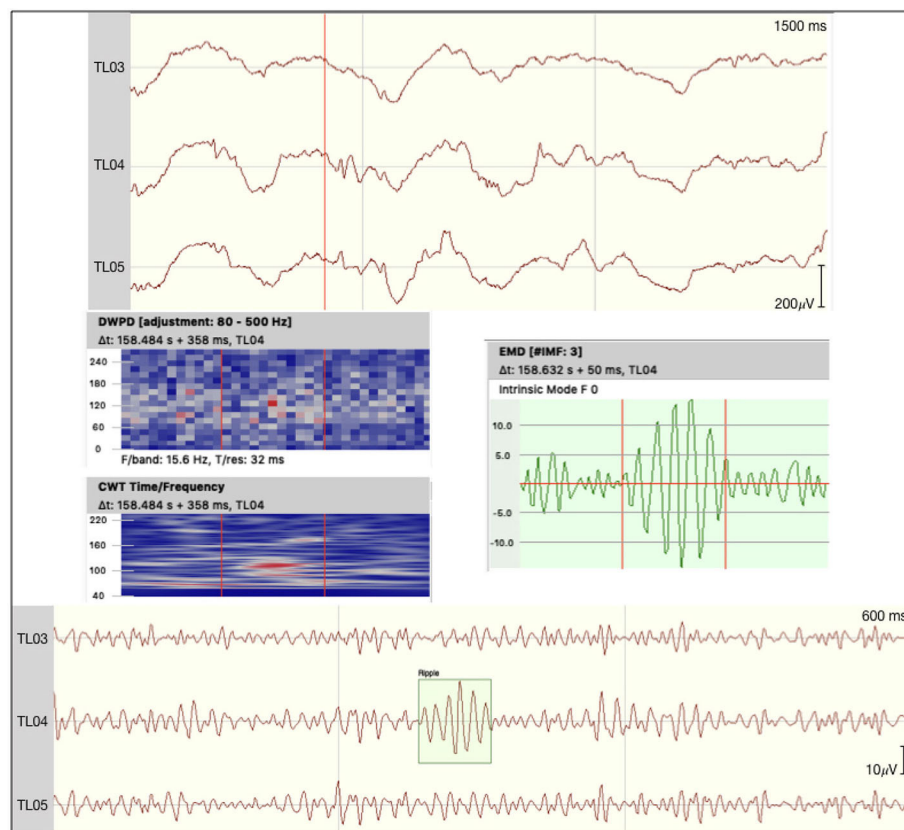 1500 ms
TL03
TL04
TL05
200µV
DWPD [adjustment: 80 - 500 Hz]
Δt: 158.484 s + 358 ms, TL04
240
180
120
60
0
F/band: 15.6 Hz, T/res: 32 ms
CWT Time/Frequency
Δt: 158.484 s + 358 ms, TL04
220
160
100
40
EMD [#IMF: 3]
Δt: 158.632 s + 50 ms, TL04
Intrinsic Mode F 0
10.0
5.0
0.0
-5.0
-10.0
600 ms
TL03
Ripple
TL04
10µV
TL05